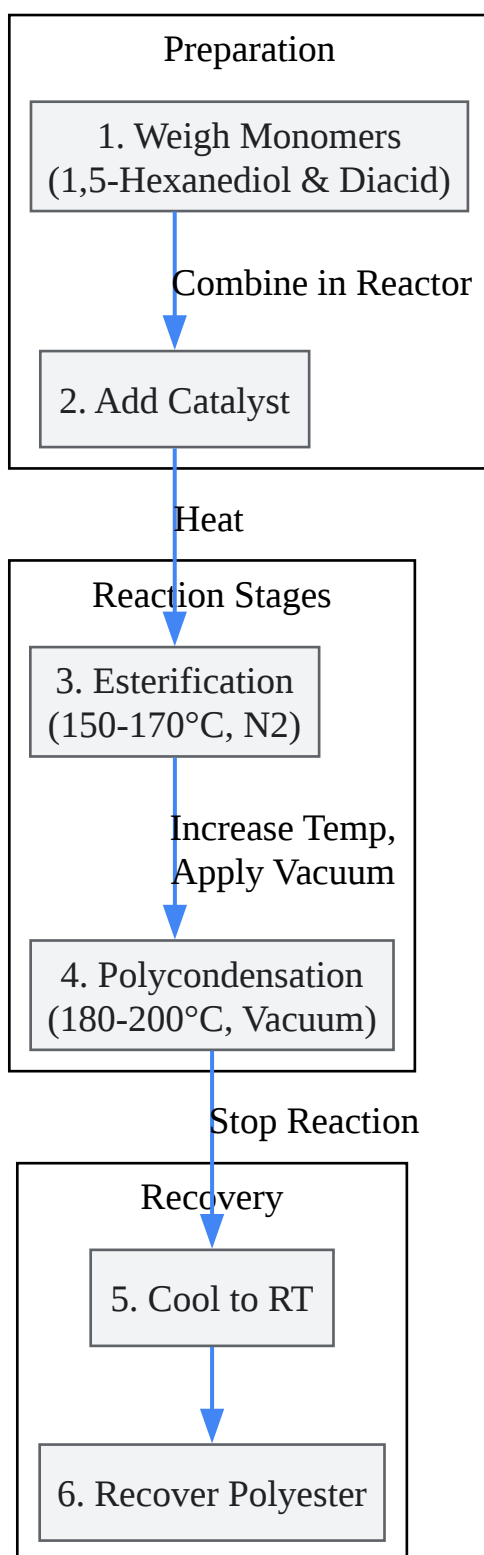 Preparation
1. Weigh Monomers
(1,5-Hexanediol & Diacid)
Combine in Reactor
2. Add Catalyst
Heat
Reaction Stages
3. Esterification
(150-170°C, N2)
Increase Temp,
Apply Vacuum
4. Polycondensation
(180-200°C, Vacuum)
Stop Reaction
Recovery
5. Cool to RT
6. Recover Polyester